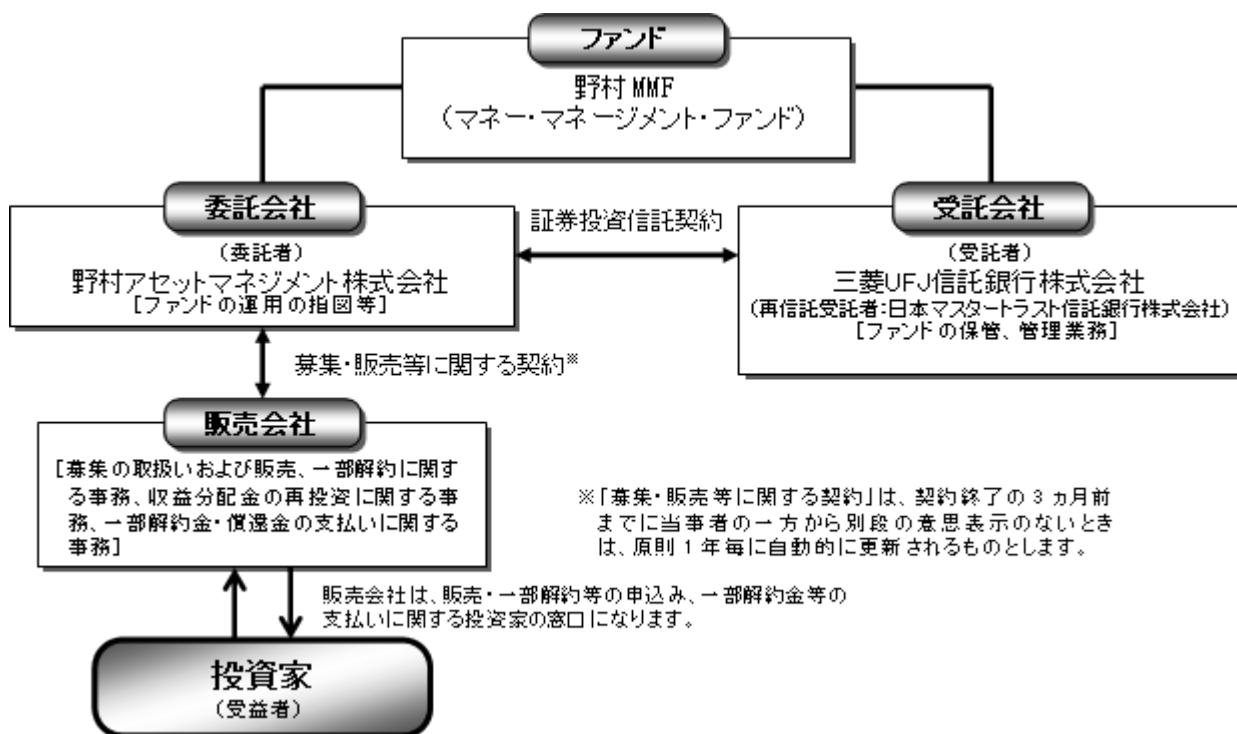 ファンド
野村MMF
(マネー・マネージメント・ファンド)
委託会社
(委託者)
野村アセットマネジメント株式会社
[ファンドの運用の指図等]
証券投資信託契約
受託会社
(受託者)
三菱UFJ信託銀行株式会社
(再信託受託者:日本マスタートラスト信託銀行株式会社)
[ファンドの保管、管理業務]
募集・販売等に関する契約※
販売会社
[募集の取扱いおよび販売、一部解約に関す
る事務、収益分配金の再投資に関する事
務、一部解約金・償還金の支払いに関する
事務]
※「募集・販売等に関する契約」は、契約終了の3ヵ月前
までに当事者の一方から別段の意思表示のないとき
は、原則1年毎に自動的に更新されるものとします。
販売会社は、販売・一部解約等の申込み、一部解約金等の
支払いに関する投資家の窓口になります。
投資家
(受益者)